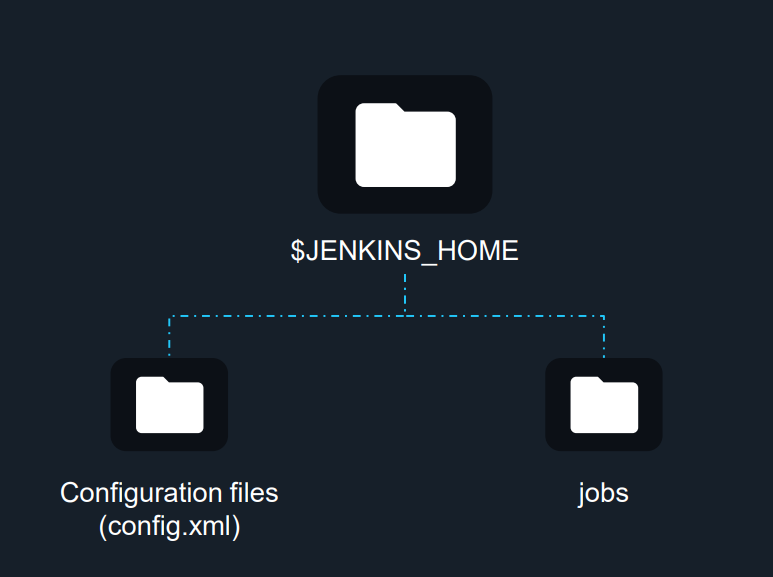 $JENKINS_HOME
Configuration files
(config.xml)
jobs